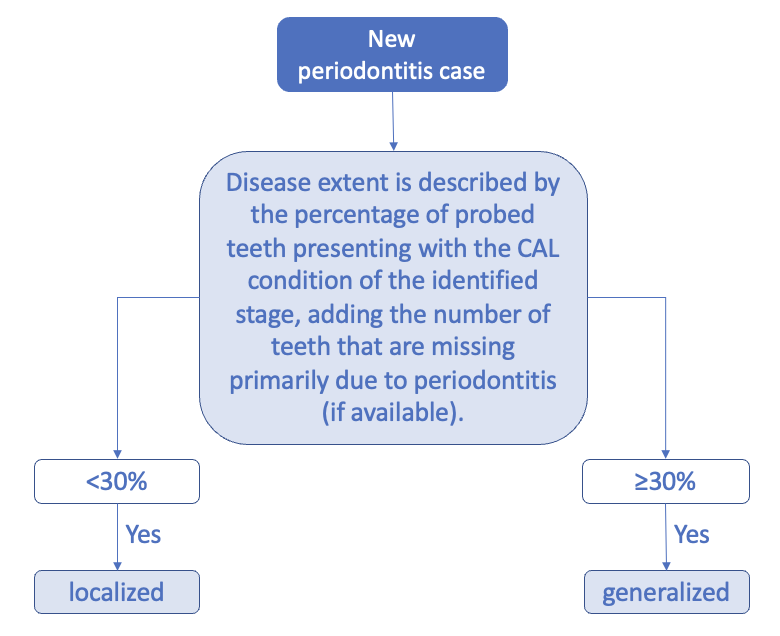 New
periodontitis case
Disease extent is described by
the percentage of probed
teeth presenting with the CAL
condition of the identified
stage, adding the number of
teeth that are missing
primarily due to periodontitis
(if available).
<30%
≥30%
Yes
Yes
localized
generalized